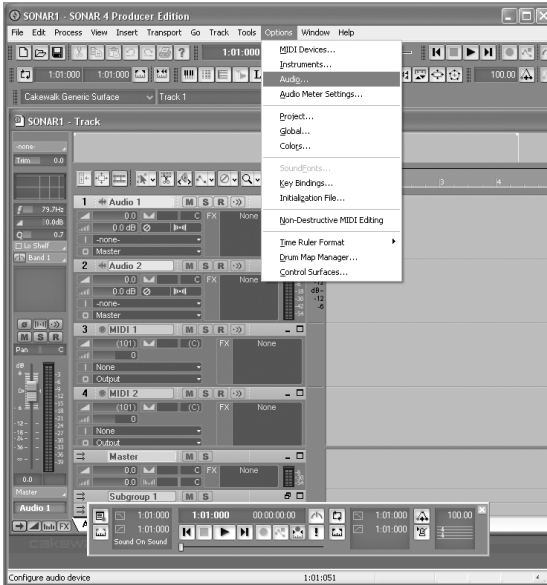 SONAR1 - SONAR 4 Producer Edition
File Edit Process View Insert Transport Go Track Tools Options Window Help
1:01:000
1:01:000 1:01:000 100.00
Cakewalk Generic Surface Track 1
MIDI Devices...
Instruments...
Audio...
Audio Meter Settings...
Project...
Global...
Colors...
SoundFonts...
Key Bindings...
Initialization File...
Non-Destructive MIDI Editing
Time Ruler Format
Drum Map Manager...
Control Surfaces...
SONAR1 - Track
-none-
Trim 0.0
3 4
79.7Hz
0.0dB
Q 0.7
Lo Shelf
Band 1
M S R
Pan C
dB
0.0
Master
Audio 1
FX
1 Audio 1 M S R
0.0 C FX None
0.0 dB
-none-
Master
2 Audio 2 M S R
0.0 C FX None
0.0 dB
-none-
Master
3 MIDI 1 M S R
(101) (C) FX None
0
None
Output
4 MIDI 2 M S R
(101) (C) FX None
0
None
Output
Master M S
0.0 C FX None
0.0 C
Subgroup 1 M S
1:01:000 1:01:000 00:00:00:00 1:01:000 100.00
1:01:000 1:01:000
Sound On Sound
Configure audio device 1:01:051